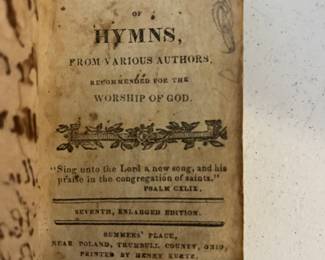 OF
HYMNS,
FROM VARIOUS AUTHORS,
RECOMMENDED FOR THE
WORSHIP OF GOD.
"Sing unto the Lord a new song, and his
praise in the congregation of saints."
PSALM CXLIX.
SEVENTH, ENLARGED EDITION.
SUMMERS' PLACE,
NEAR POLAND, TRUMBULL COUNTY, OHIO,
PRINTED BY HENRY KURTZ.